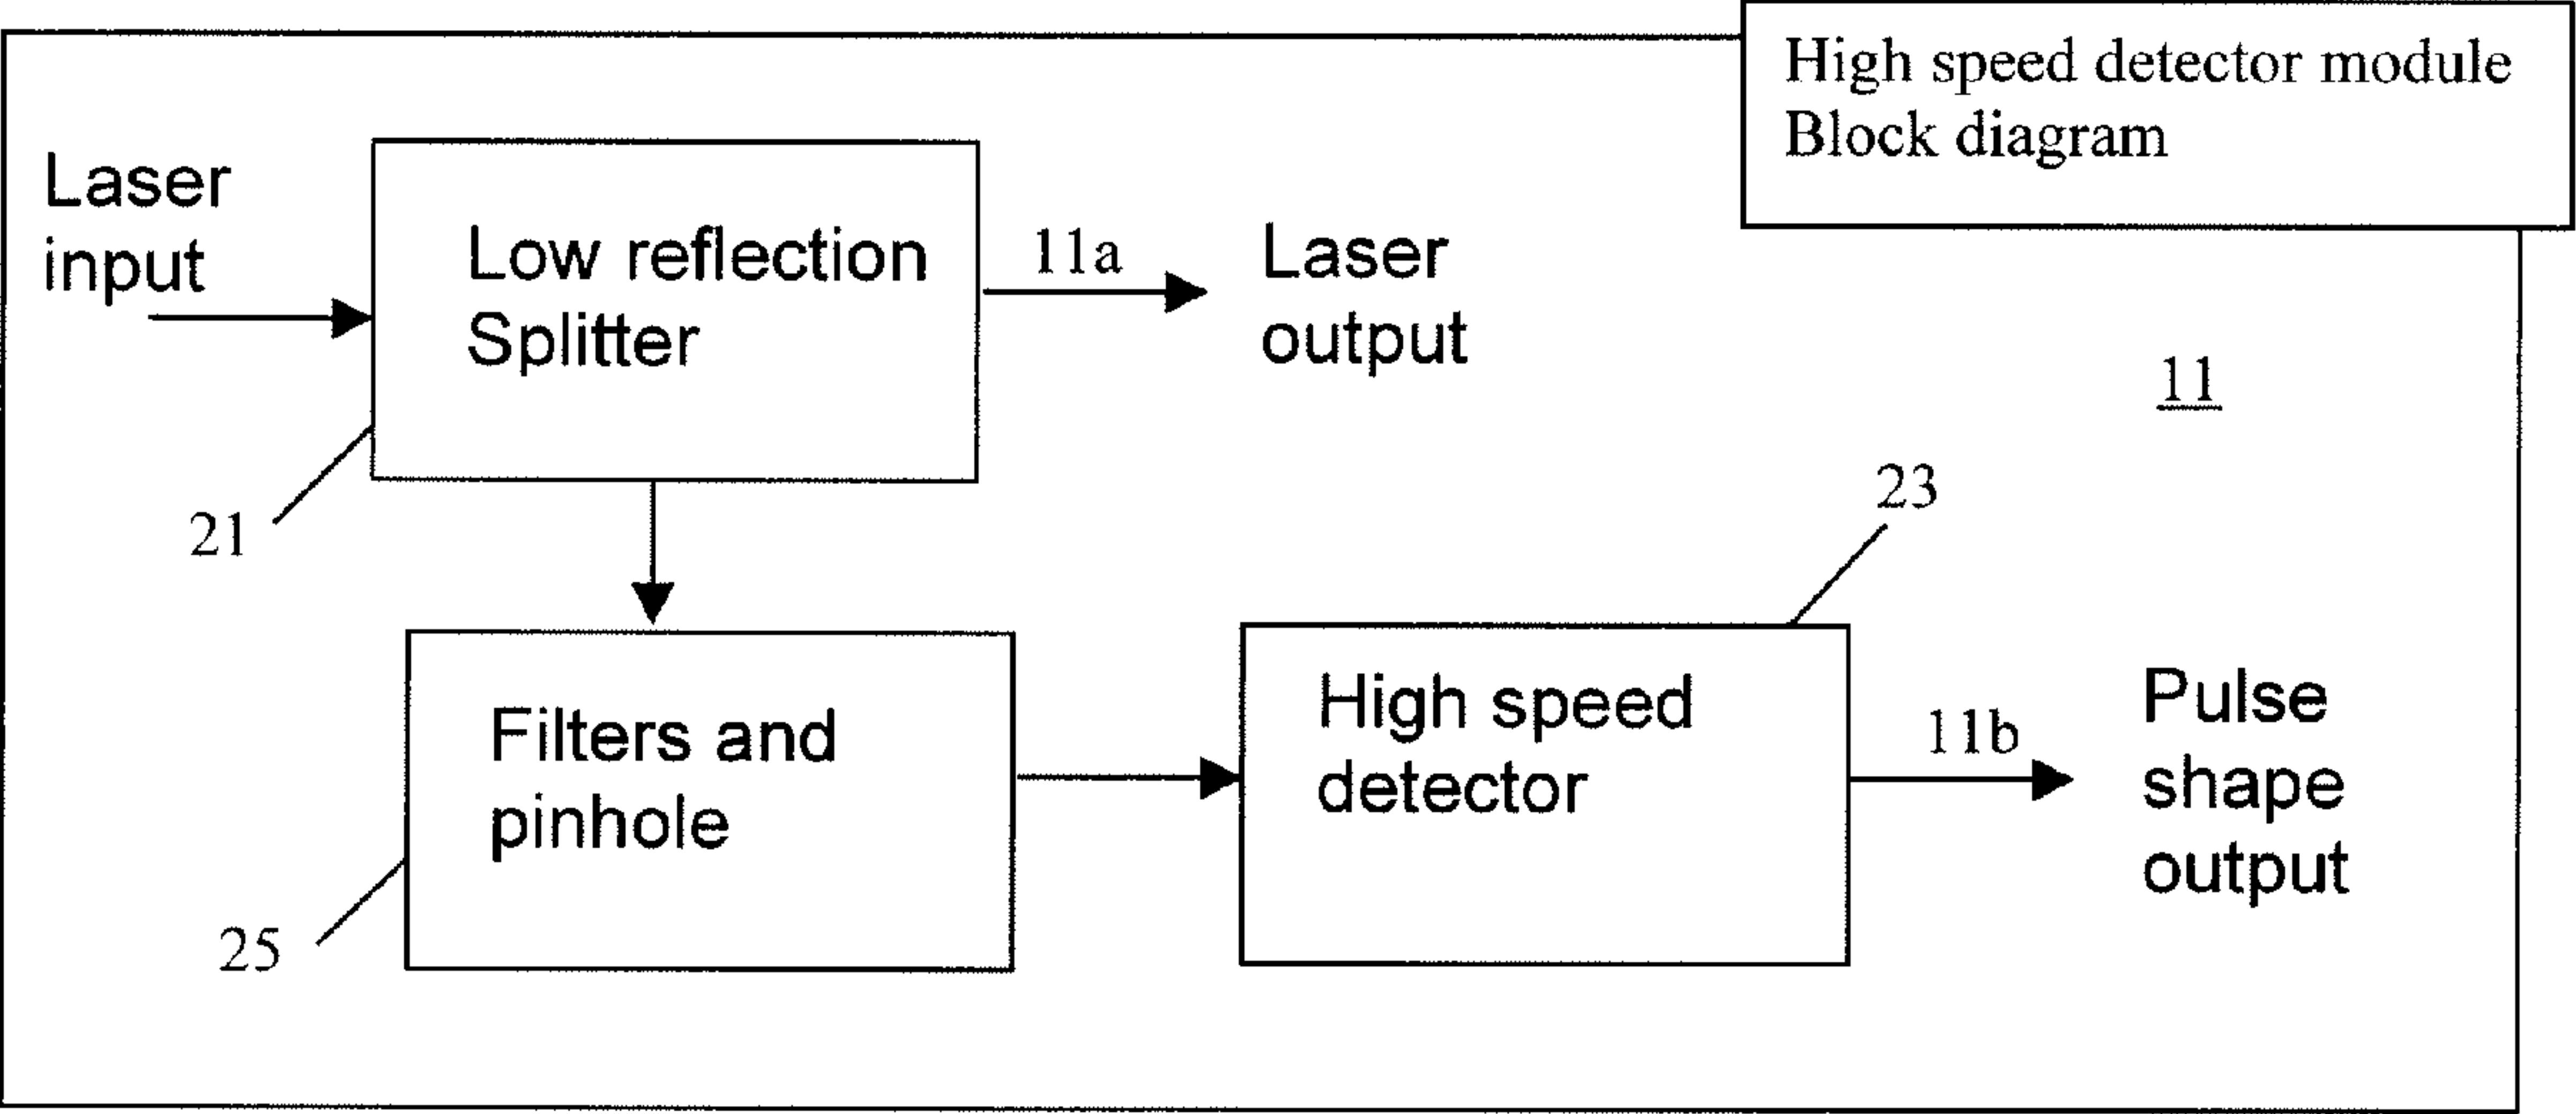 High speed detector module
Block diagram
Laser
input
Low reflection
Splitter
11a
Laser
output
11
21
23
Filters and
pinhole
High speed
detector
11b
Pulse
shape
output
25